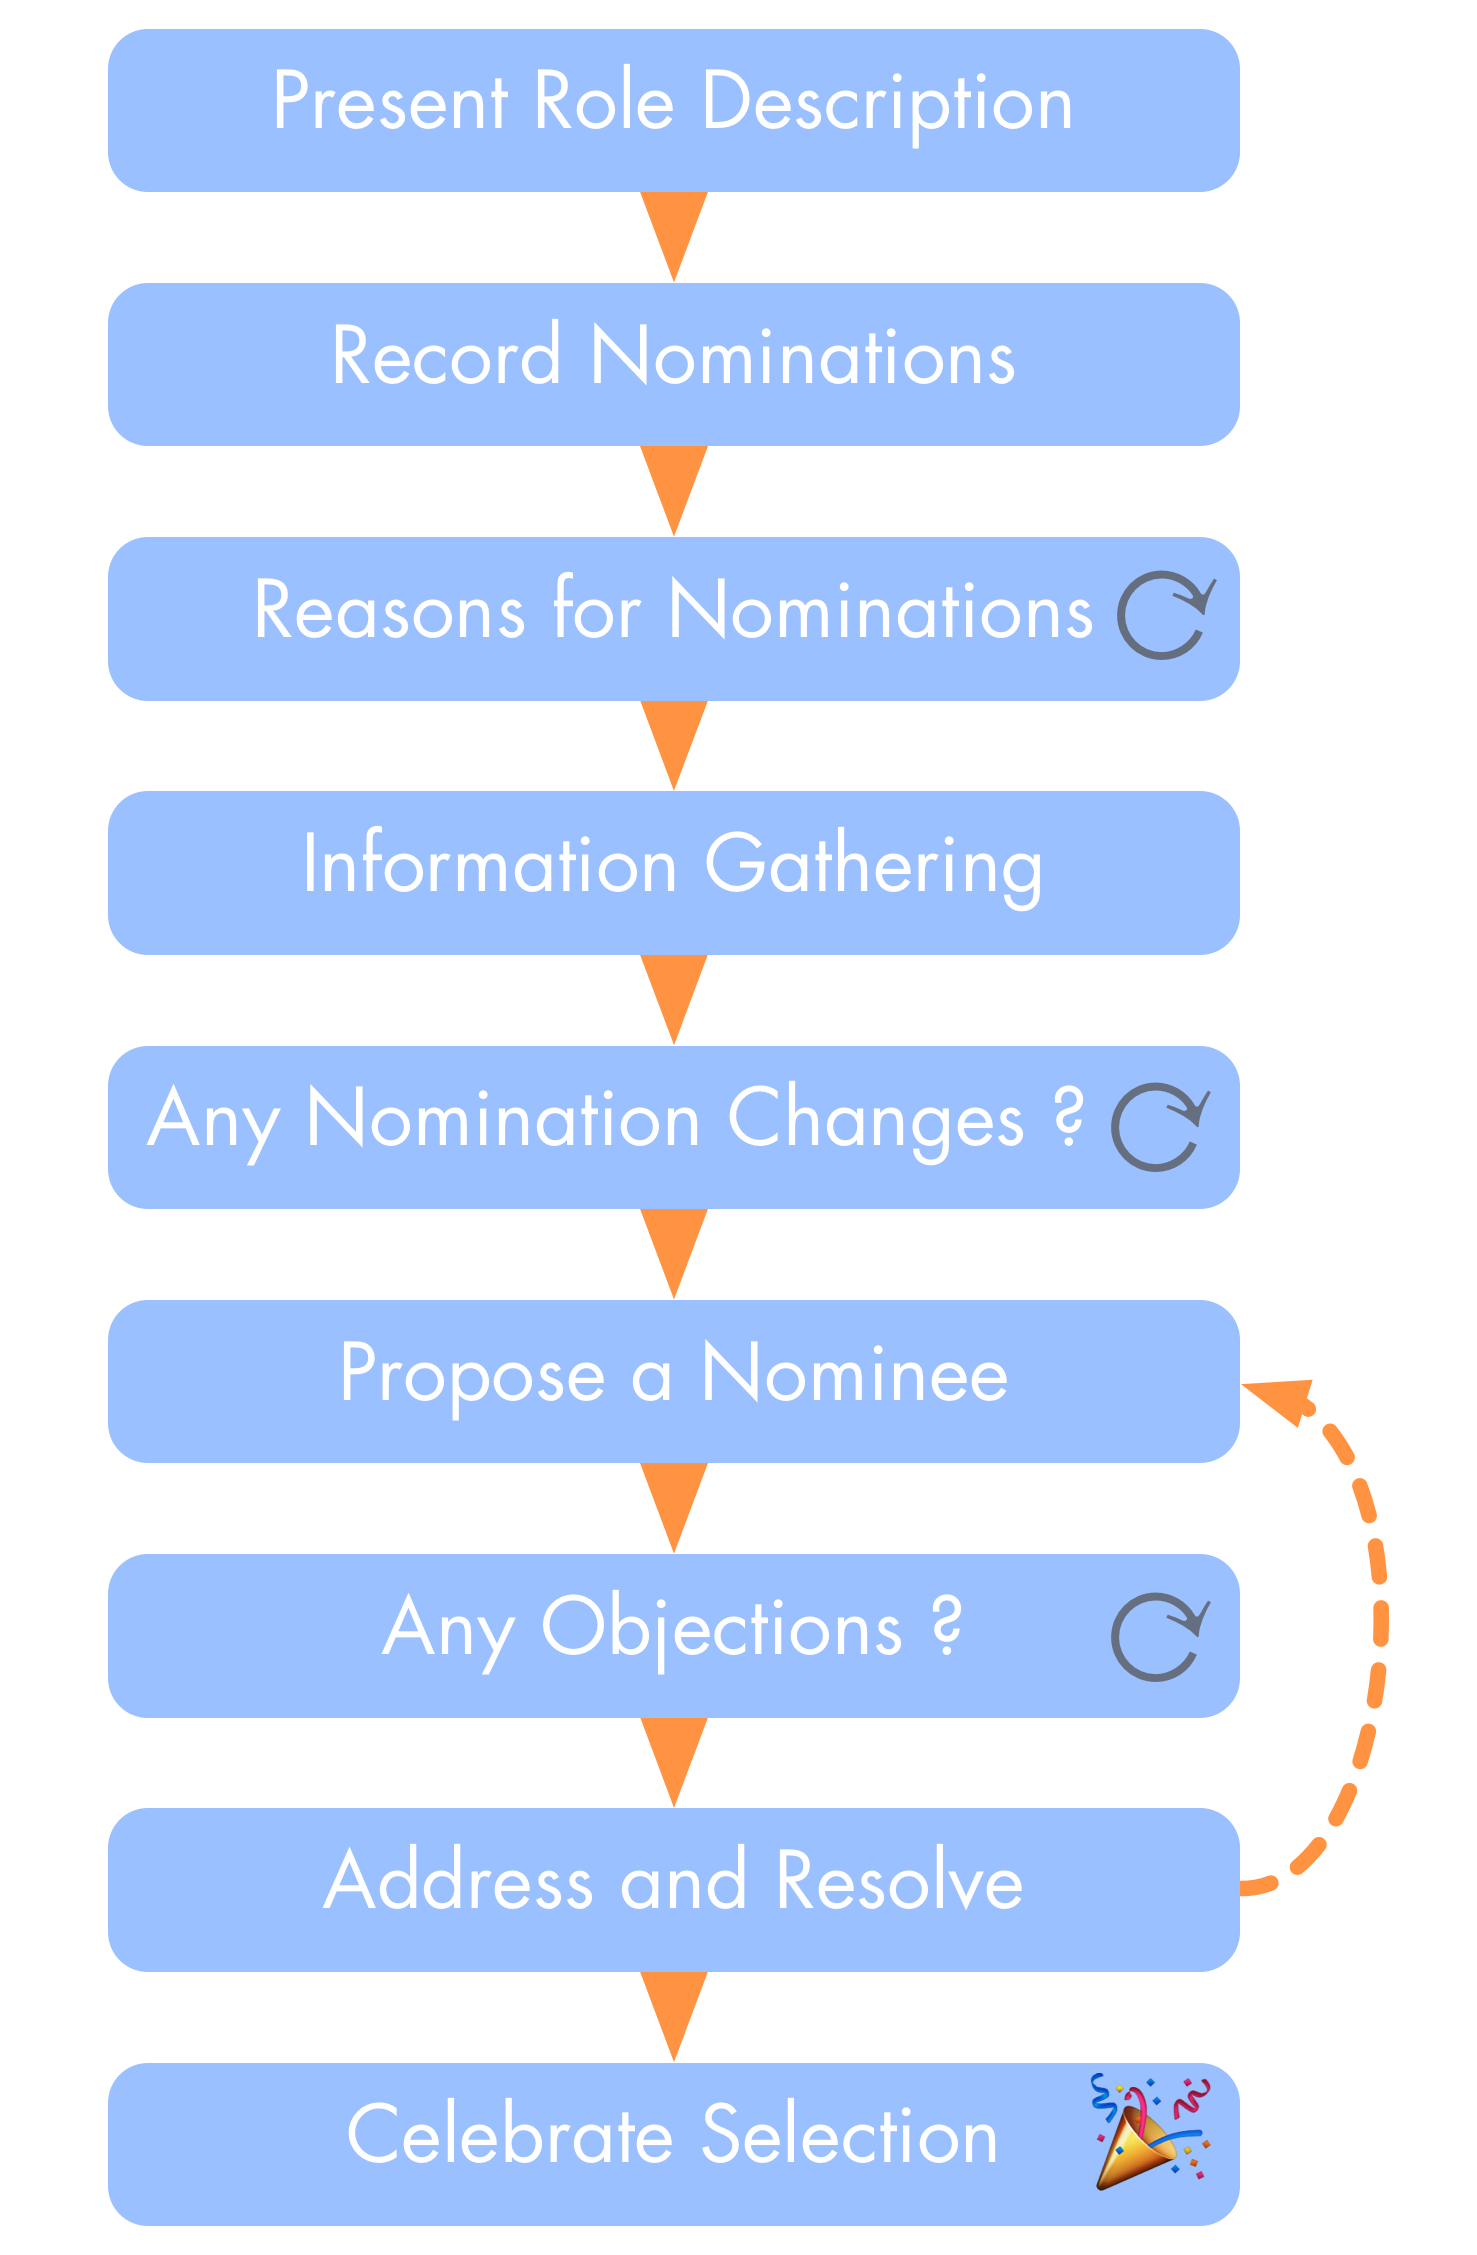 Present Role Description
Record Nominations
Reasons for Nominations
Information Gathering
Any Nomination Changes ?
Propose a Nominee
Any Objections ?
Address and Resolve
Celebrate Selection